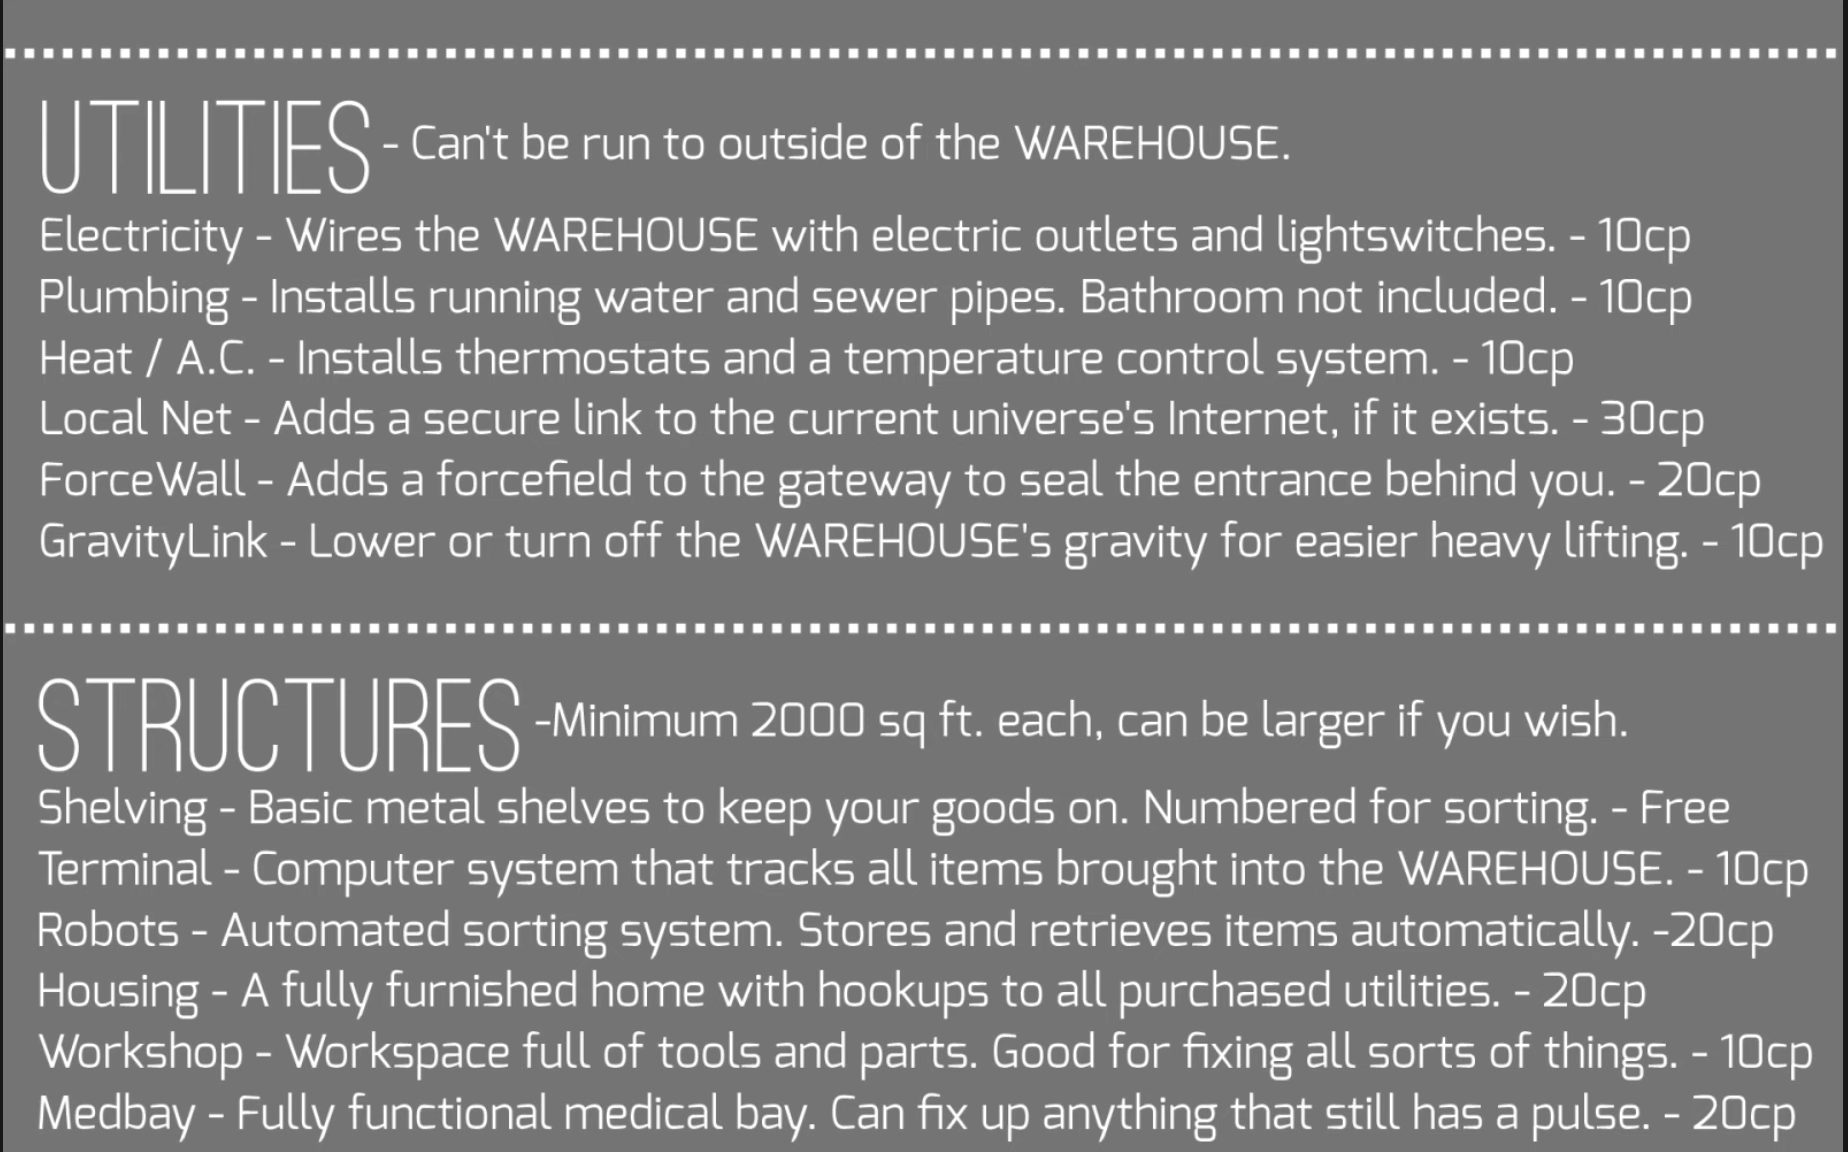 UTILITIES - Can't be run to outside of the WAREHOUSE.
Electricity - Wires the WAREHOUSE with electric outlets and lightswitches. - 10cp
Plumbing - Installs running water and sewer pipes. Bathroom not included. - 10cp
Heat / A.C. - Installs thermostats and a temperature control system. - 10cp
Local Net - Adds a secure link to the current universe's Internet, if it exists. - 30cp
ForceWall - Adds a forcefield to the gateway to seal the entrance behind you. - 20cp
GravityLink - Lower or turn off the WAREHOUSE's gravity for easier heavy lifting. - 10cp
STRUCTURES -Minimum 2000 sq ft. each, can be larger if you wish.
Shelving - Basic metal shelves to keep your goods on. Numbered for sorting. - Free
Terminal - Computer system that tracks all items brought into the WAREHOUSE. - 10cp
Robots - Automated sorting system. Stores and retrieves items automatically. -20cp
Housing - A fully furnished home with hookups to all purchased utilities. - 20cp
Workshop - Workspace full of tools and parts. Good for fixing all sorts of things. - 10cp
Medbay - Fully functional medical bay. Can fix up anything that still has a pulse. - 20cp